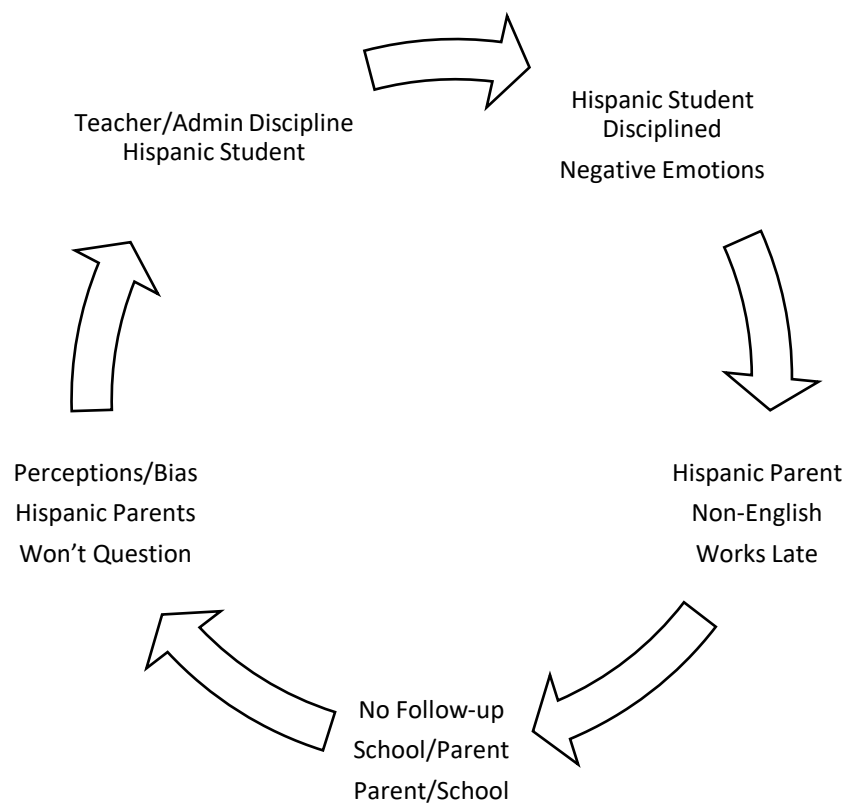 Teacher/Admin Discipline
Hispanic Student
Hispanic Student
Disciplined
Negative Emotions
Hispanic Parent
Non-English
Works Late
No Follow-up
School/Parent
Parent/School
Perceptions/Bias
Hispanic Parents
Won’t Question